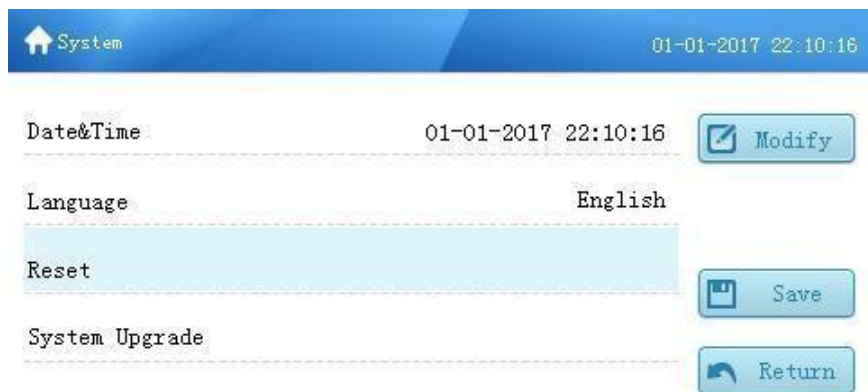 System 01-01-2017 22:10:16
Date&Time 01-01-2017 22:10:16 Modify
Language English
Reset
Save
System Upgrade
Return